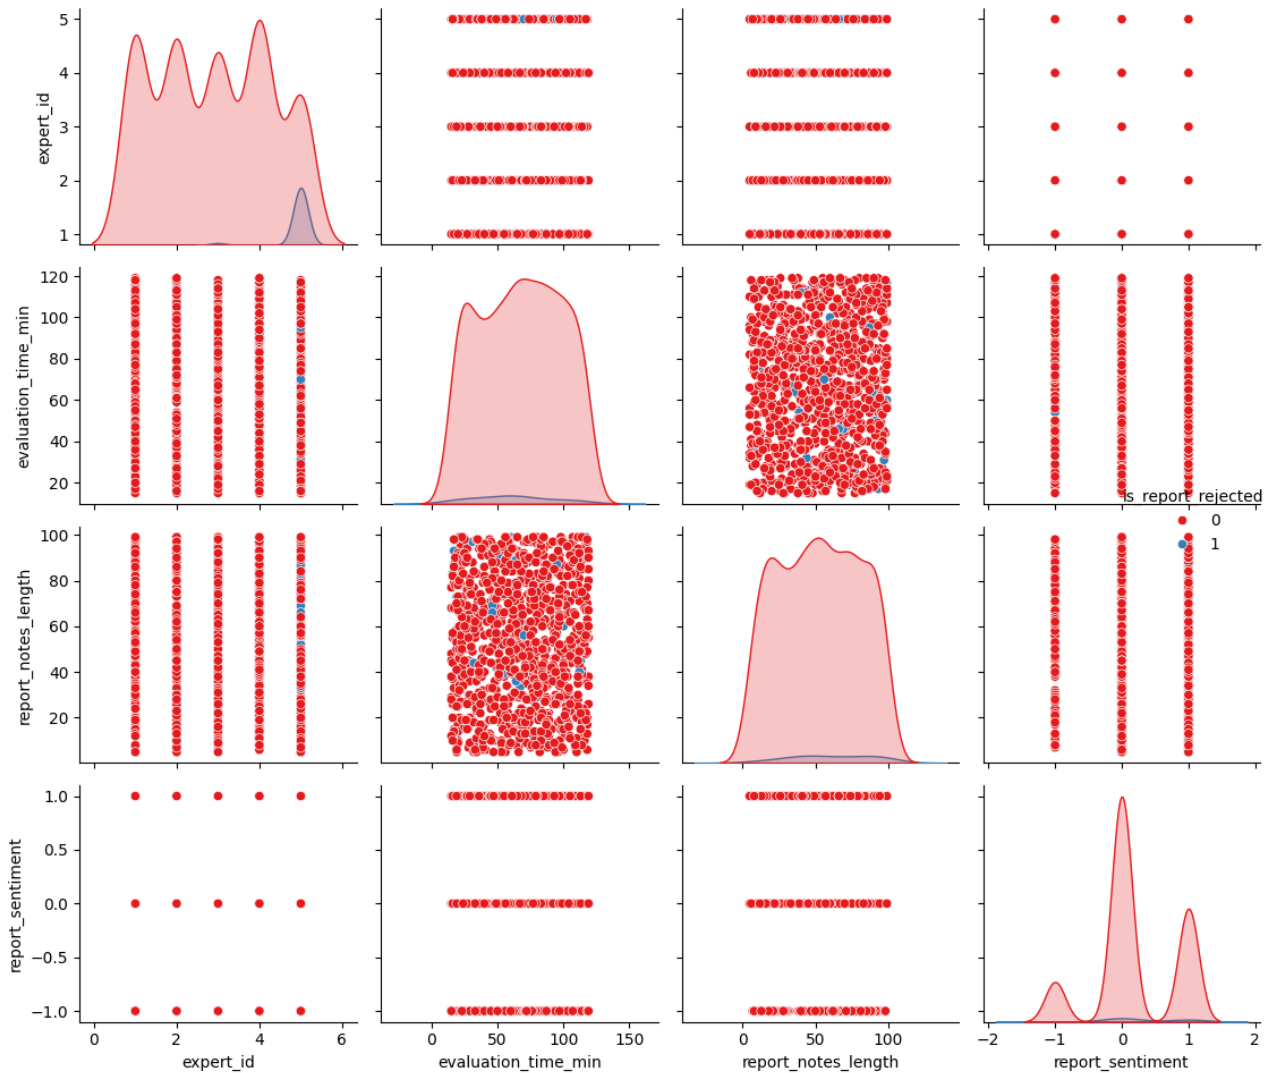 5
4
3
2
1
expert_id
120
100
80
60
40
20
evaluation_time_min
is_report_rejected
0
1
100
80
60
40
20
report_notes_length
1.0
0.5
0.0
−0.5
−1.0
report_sentiment
0 2 4 6
0 50 100 150
0 50 100
−2 −1 0 1 2
expert_id
evaluation_time_min
report_notes_length
report_sentiment